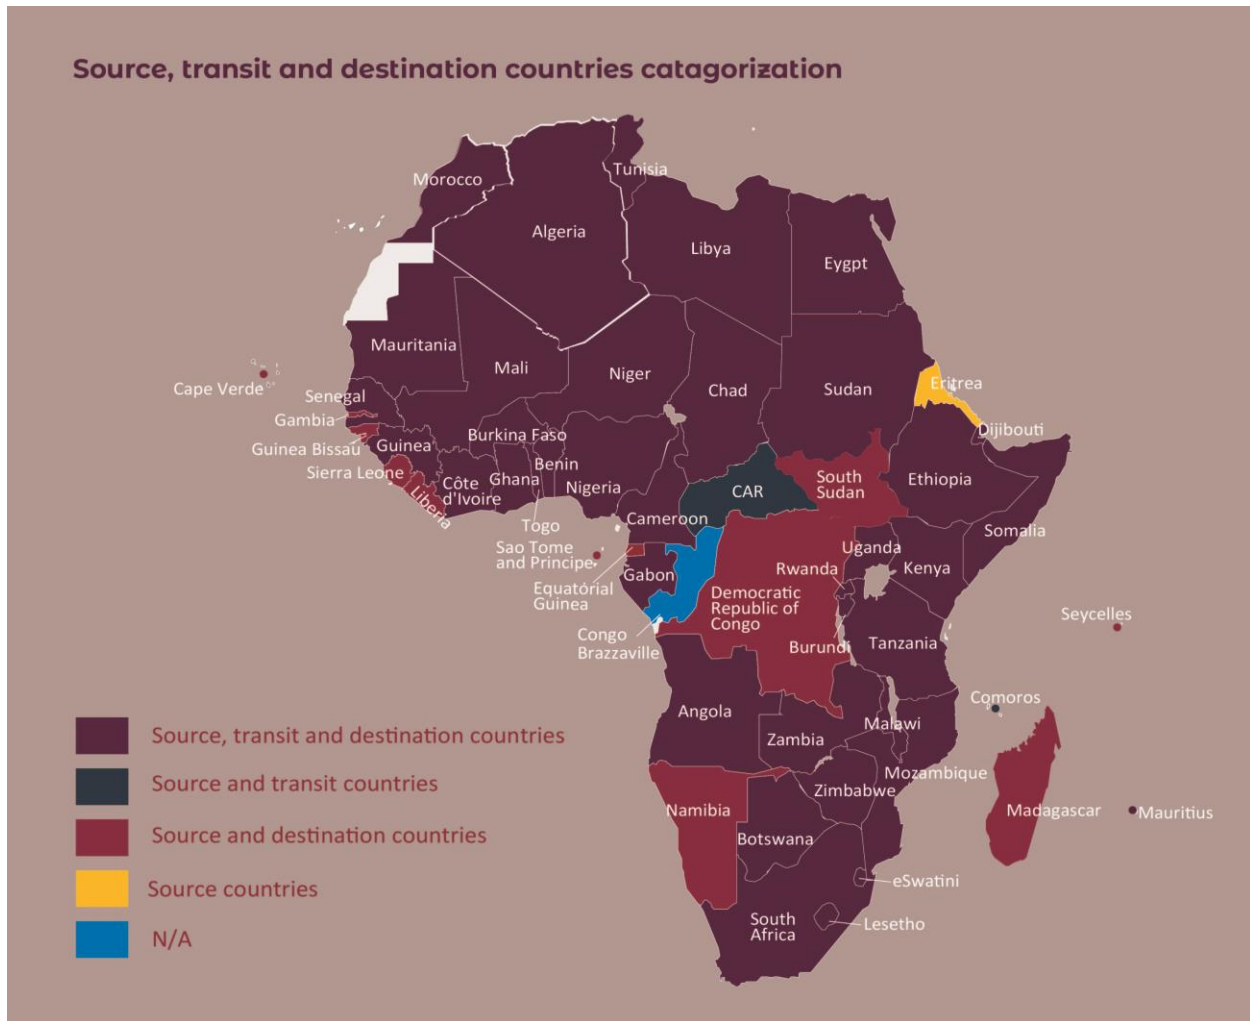 Source, transit and destination countries catagorization
Tunisia
Morocco
Algeria
Libya
Eygpt
Mauritania
Mali
Niger
Chad
Sudan
Eritrea
Cape Verde
Senegal
Gambia
Dijibouti
Guinea Bissau
Guinea
Burkina Faso
Sierra Leone
Liberia
Côte
d'Ivoire
Ghana
Benin
Togo
Nigeria
CAR
South
Sudan
Ethiopia
Somalia
Cameroon
Sao Tome
and Principe
Equatorial
Guinea
Gabon
Congo
Brazzaville
Democratic
Republic of
Congo
Uganda
Rwanda
Kenya
Burundi
Tanzania
Seycelles
Comoros
Angola
Zambia
Malawi
Mozambique
Zimbabwe
Namibia
Botswana
Madagascar
Mauritius
eSwatini
South
Africa
Lesetho
Source, transit and destination countries
Source and transit countries
Source and destination countries
Source countries
N/A